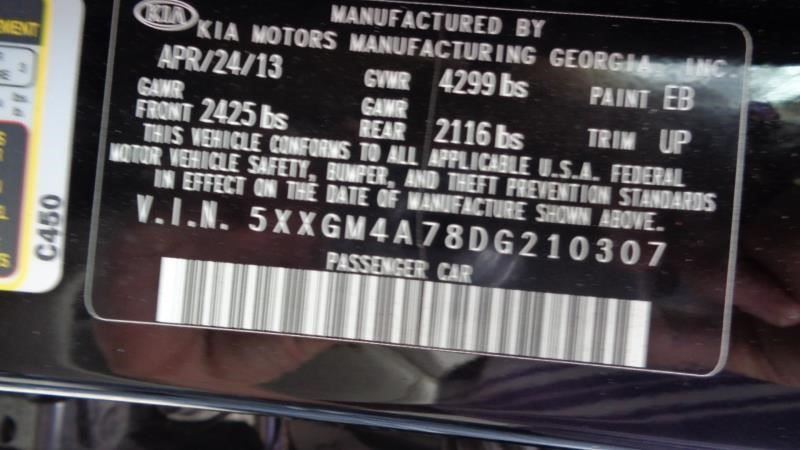 KIA
MANUFACTURED BY
KIA MOTORS MANUFACTURING GEORGIA, INC.
APR/24/13
GVWR 4299 lbs
PAINT EB
GAWR FRONT 2425 lbs
GAWR REAR 2116 lbs
TRIM UP
THIS VEHICLE CONFORMS TO ALL APPLICABLE U.S.A. FEDERAL
MOTOR VEHICLE SAFETY, BUMPER, AND THEFT PREVENTION STANDARDS
IN EFFECT ON THE DATE OF MANUFACTURE SHOWN ABOVE.
V.I.N. 5XXGM4A78DG210307
PASSENGER CAR
C450